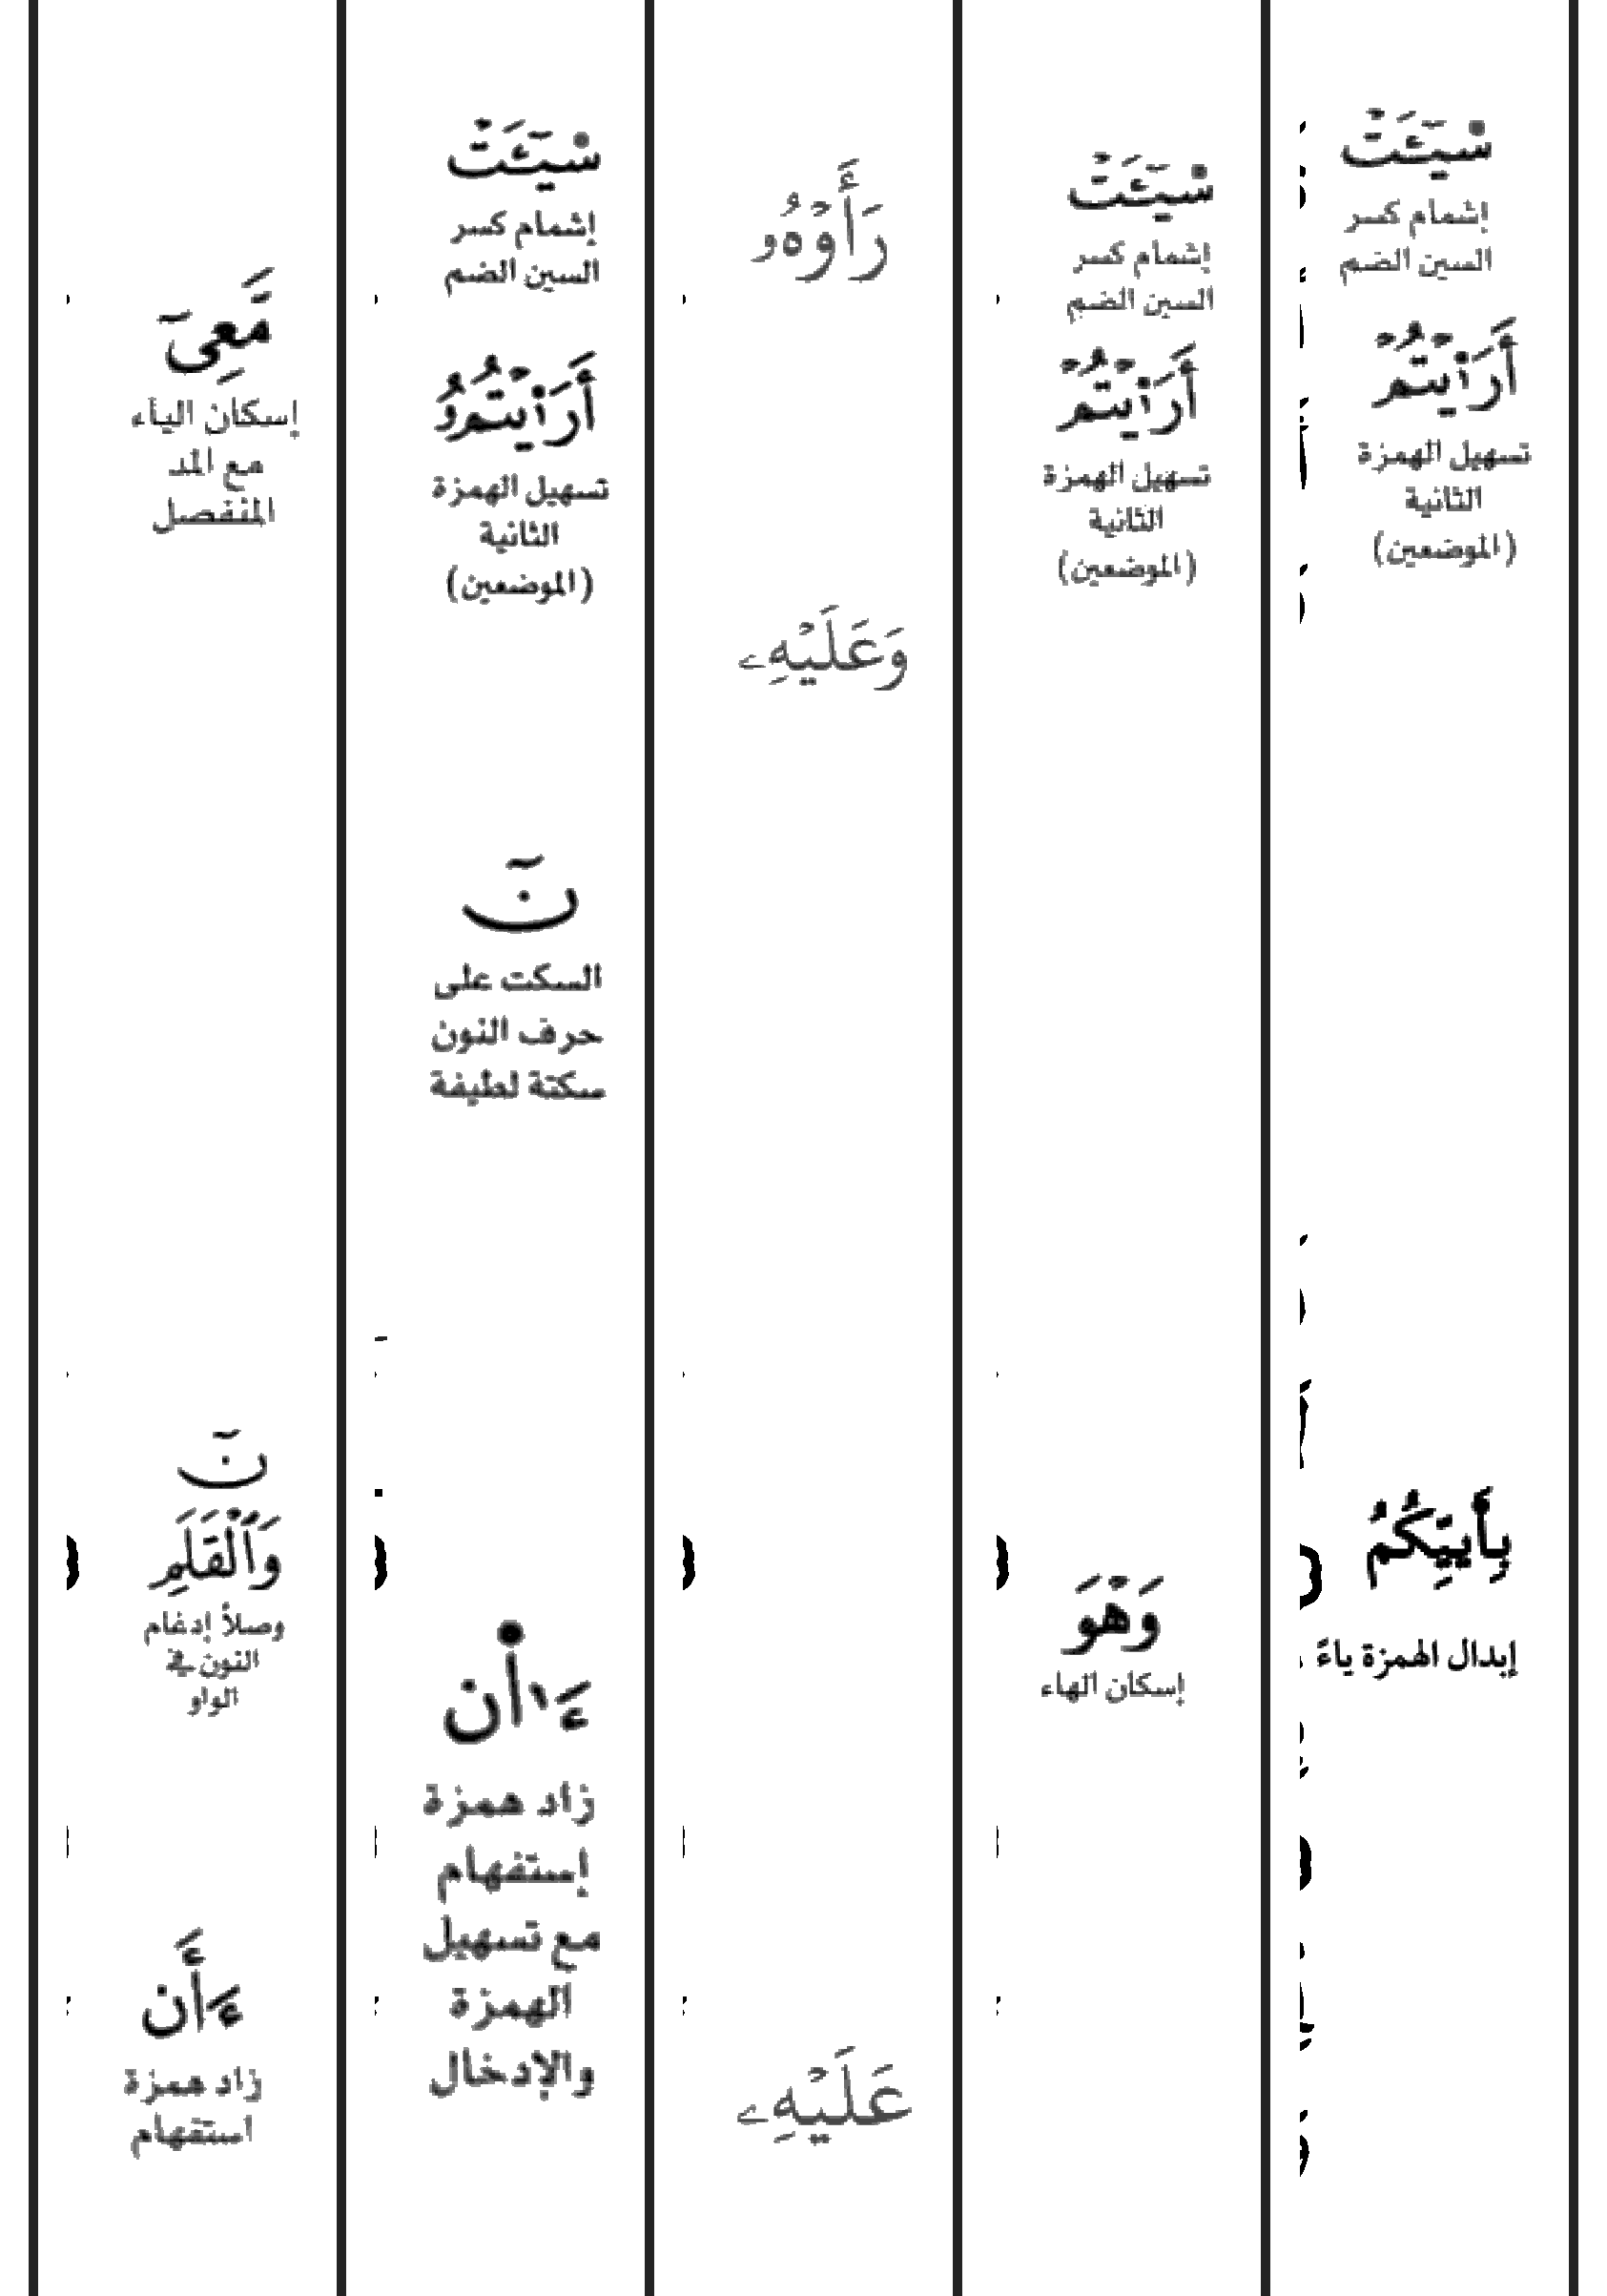 سِيٓـَٔتۡ
إشمام كسر
السين الضم
أَرَٰيۡتُمۡ
تسهيل الهمزة
الثانية
(الموضعين)
بِأَييِّكُمُ
إبدال الهمزة ياءً
سِيٓـَٔتۡ
إشمام كسر
السين الضم
أَرَٰيۡتُمۡ
تسهيل الهمزة
الثانية
(الموضعين)
وَهۡوَ
إسكان الهاء
رَأَوۡهُۥ
وَعَلَيۡهِۦ
عَلَيۡهِۦ
سِيٓـَٔتۡ
إشمام كسر
السين الضم
أَرَٰيۡتُمُۥ
تسهيل الهمزة
الثانية
(الموضعين)
نٓ
السكت على
حرف النون
سكتة لطيفة
ءَاٰن
زاد همزة
إستفهام
مع تسهيل
الهمزة
والإدخال
مَّعِىٓ
إسكان الياء
مع المد
المنفصل
نٓ
وَٱلۡقَلَمِ
وصلاً إدغام
النون في
الواو
ءَأَن
زاد همزة
استفهام